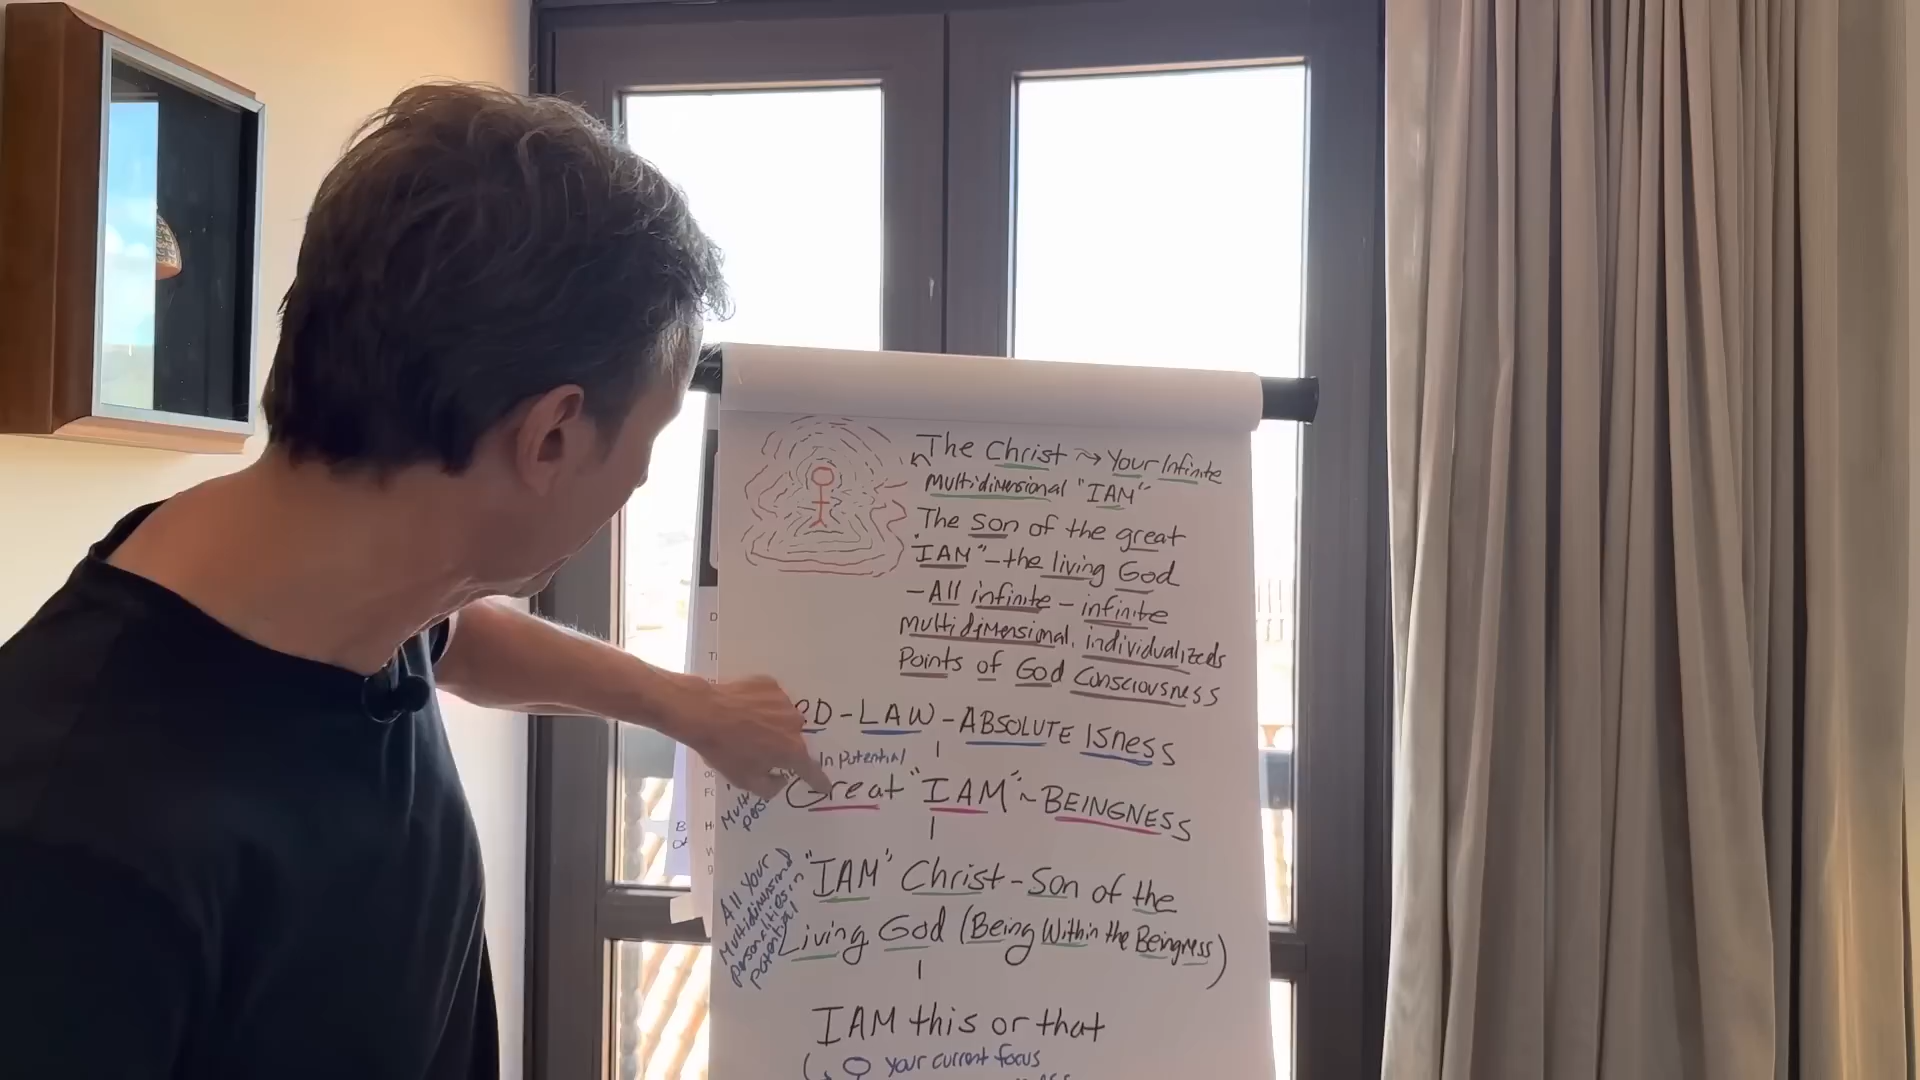 The Christ → Your Infinite
Multidimensional "IAM"
The son of the great
"IAM" – the living God
– All infinite – infinite
multidimensional, individualizeds
Points of God Consciousness
– LAW – ABSOLUTE ISness
In Potential
Great "IAM" ~ BEINGNESS
"IAM" Christ – Son of the
Living God (Being Within the Beingness)
All Your
Multidimensional
Personalities in
potential
IAM this or that
your current focus